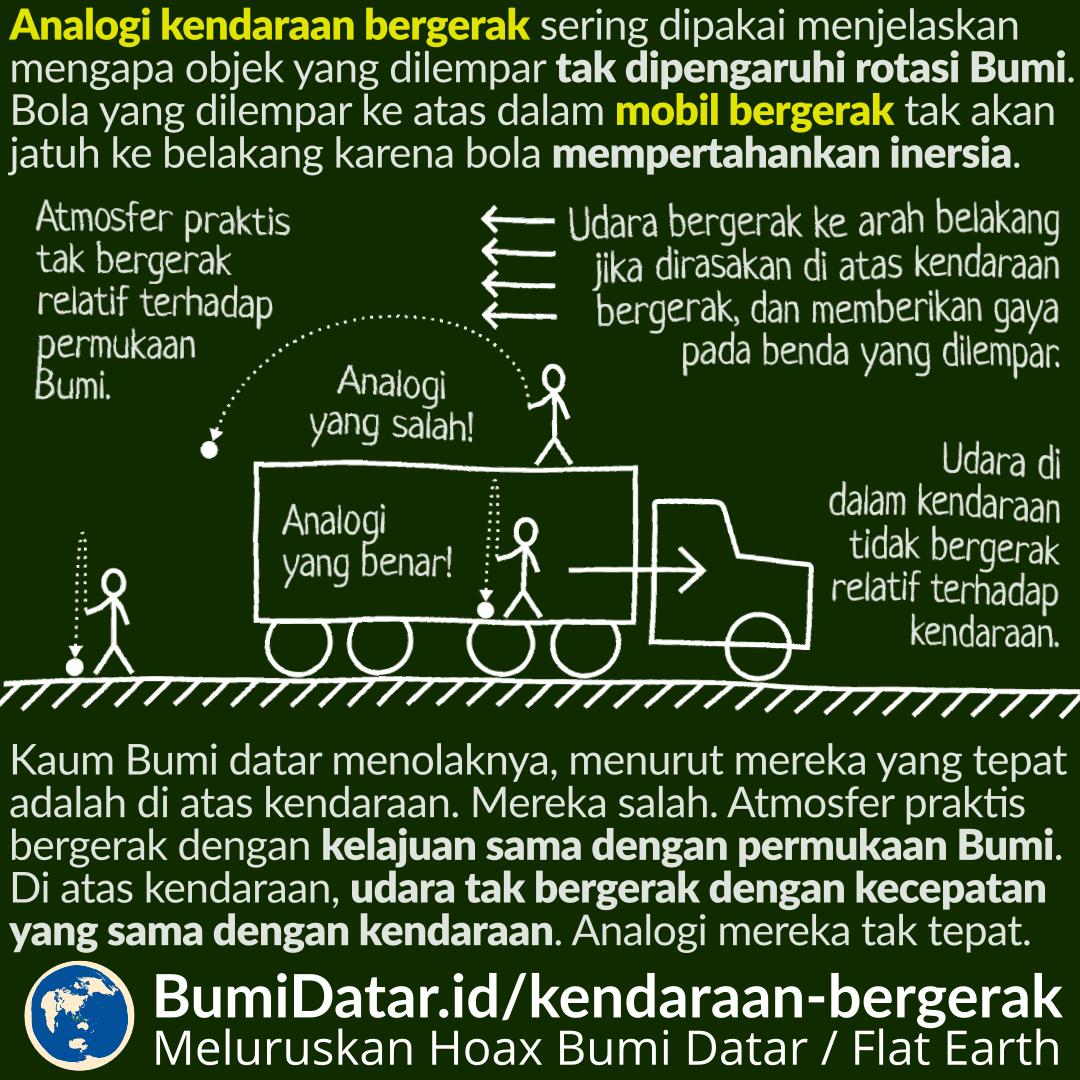 Analogi kendaraan bergerak sering dipakai menjelaskan
mengapa objek yang dilempar tak dipengaruhi rotasi Bumi.
Bola yang dilempar ke atas dalam mobil bergerak tak akan
jatuh ke belakang karena bola mempertahankan inersia.
Atmosfer praktis
tak bergerak
relatif terhadap
permukaan
Bumi.
Udara bergerak ke arah belakang
jika dirasakan di atas kendaraan
bergerak, dan memberikan gaya
pada benda yang dilempar.
Analogi
yang salah!
Analogi
yang benar!
Udara di
dalam kendaraan
tidak bergerak
relatif terhadap
kendaraan.
Kaum Bumi datar menolaknya, menurut mereka yang tepat
adalah di atas kendaraan. Mereka salah. Atmosfer praktis
bergerak dengan kelajuan sama dengan permukaan Bumi.
Di atas kendaraan, udara tak bergerak dengan kecepatan
yang sama dengan kendaraan. Analogi mereka tak tepat.
BumiDatar.id/kendaraan-bergerak
Meluruskan Hoax Bumi Datar / Flat Earth